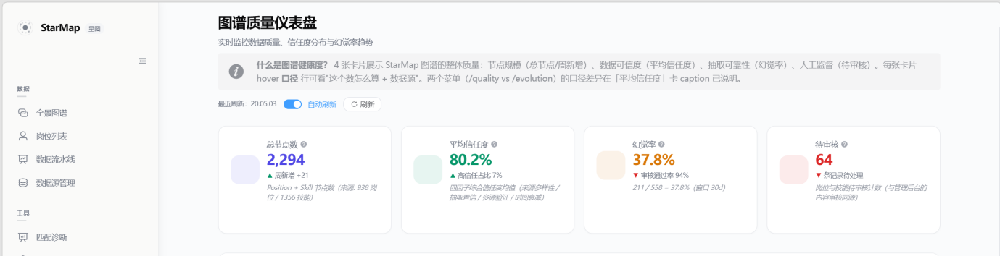 StarMap 星图
数据
全景图谱
岗位列表
数据流水线
数据源管理
工具
匹配诊断
图谱质量仪表盘
实时监控数据质量、信任度分布与幻觉率趋势
什么是图谱健康度? 4 张卡片展示 StarMap 图谱的整体质量：节点规模（总节点/周新增）、数据可信度（平均信任度）、抽取可靠性（幻觉率）、人工监督（待审核）。每张卡片
hover 口径 行可看"这个数怎么算 + 数据源"。两个菜单（/quality vs /evolution）的口径差异在「平均信任度」卡 caption 已说明。
最近刷新：20:05:03 自动刷新 刷新
总节点数
2,294
▲ 周新增 +21
Position + Skill 节点数（来源: 938 岗
位 / 1356 技能）
平均信任度
80.2%
▲ 高信任占比 7%
四因子综合信任度均值（来源多样性 /
抽取置信 / 多源验证 / 时间衰减）
幻觉率
37.8%
▼ 审核通过率 94%
211 / 558 = 37.8%（窗口 30d）
待审核
64
▼ 条记录待处理
岗位与技能待审核计数（与管理后台的
内容审核同源）